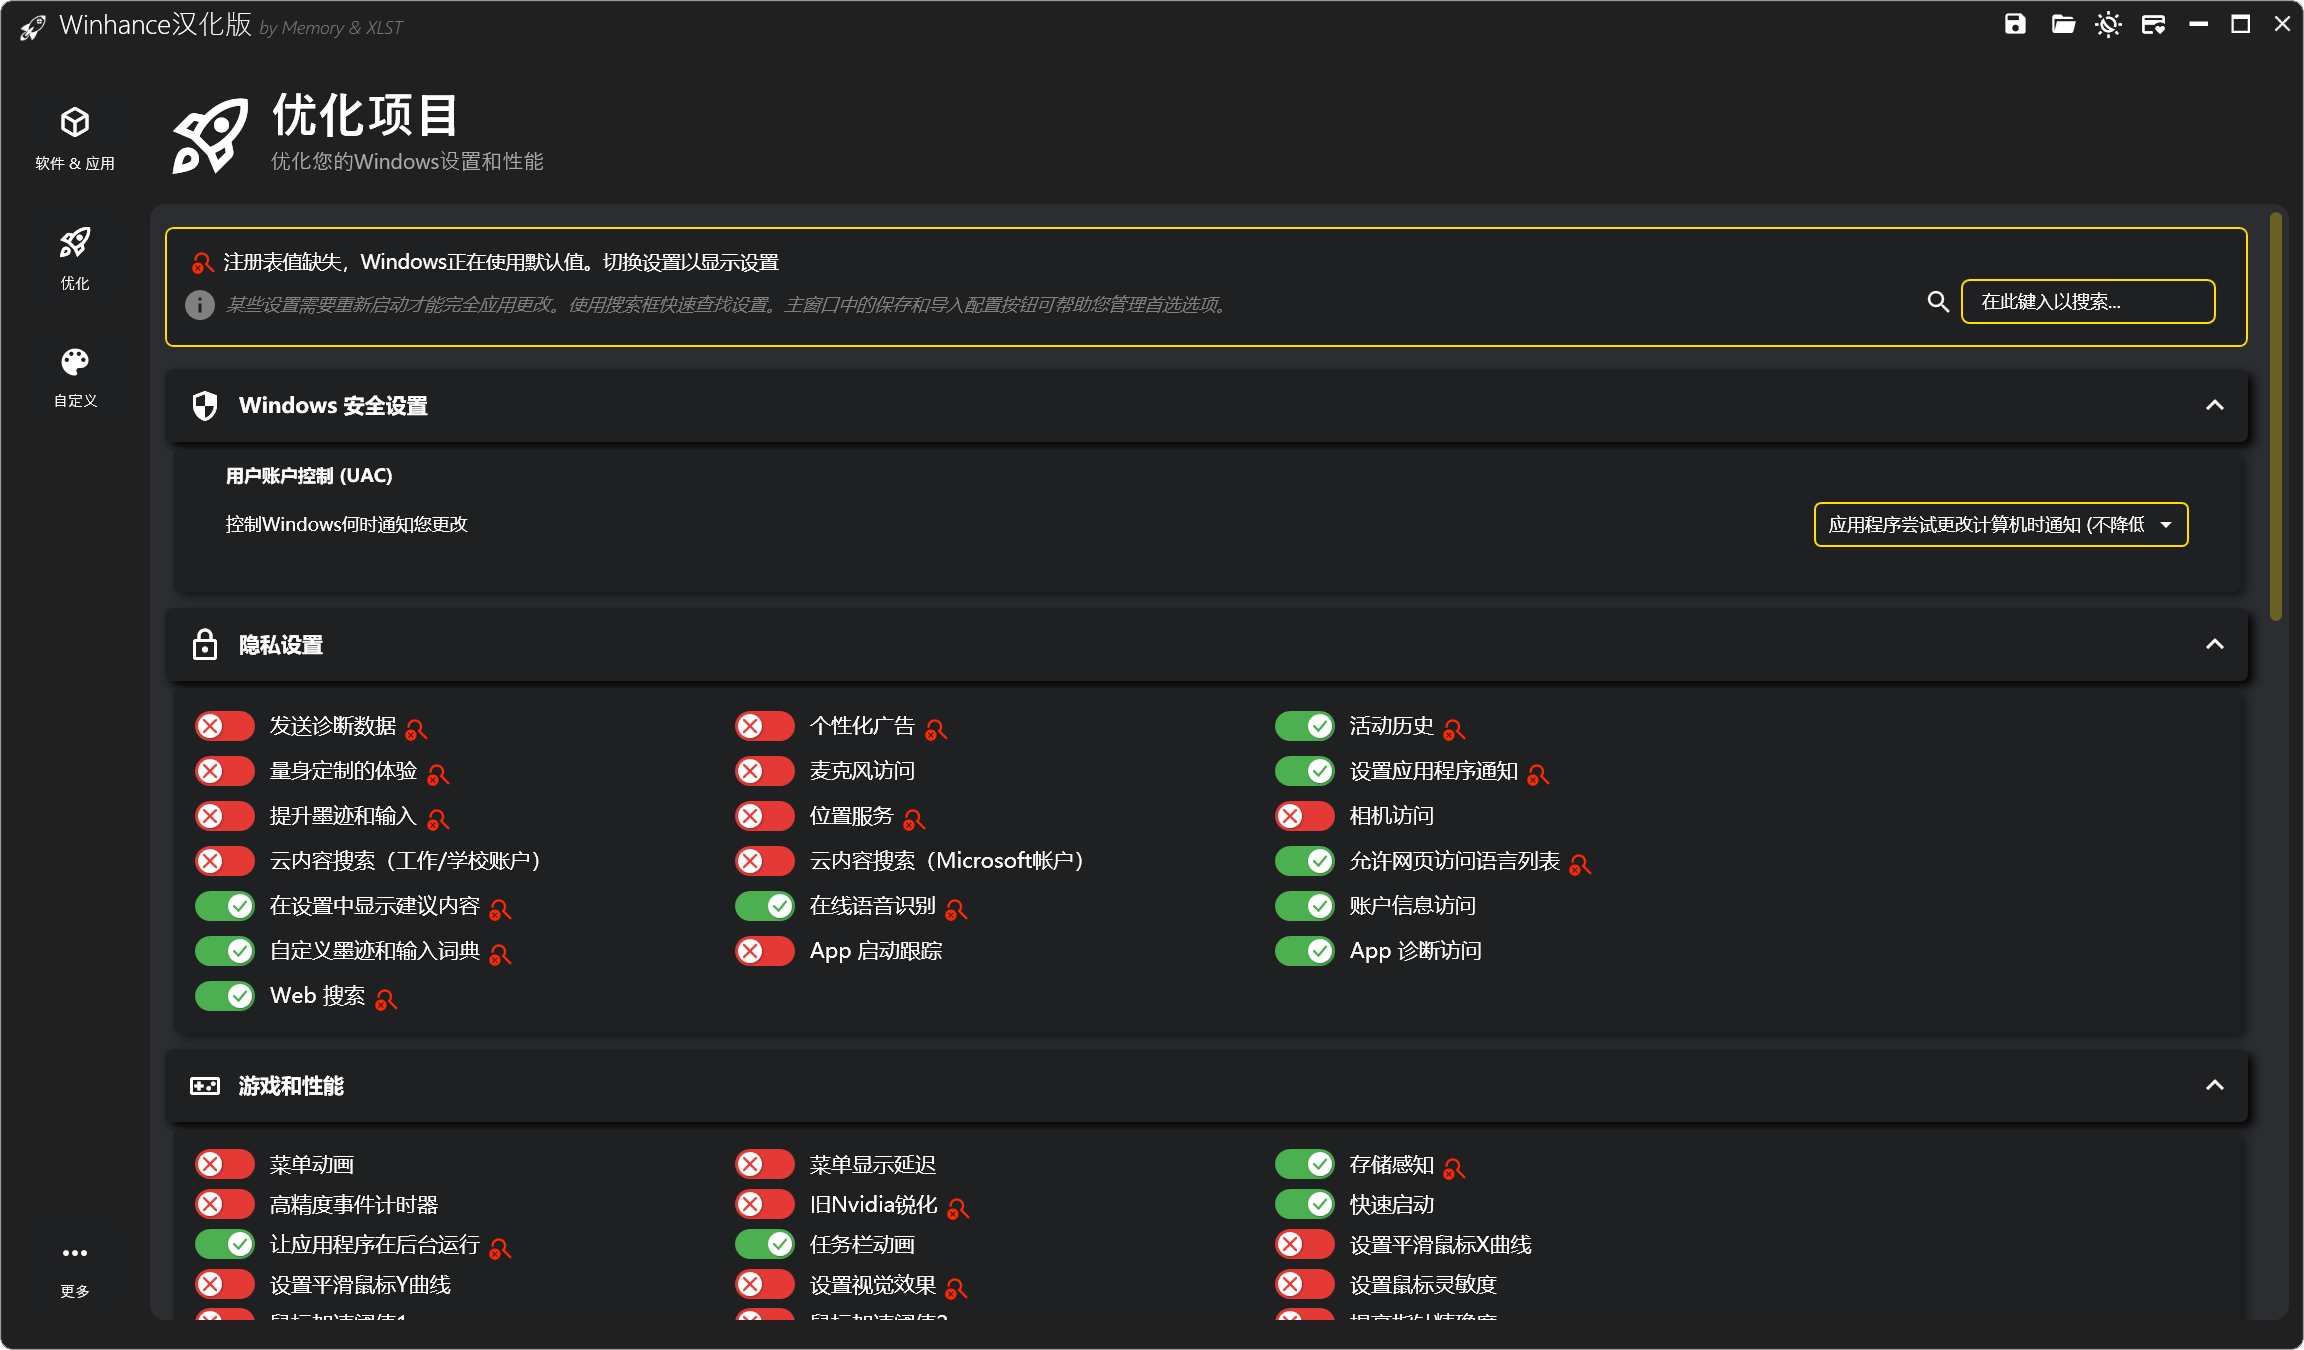 Winhance汉化版 by Memory & XLST
软件 & 应用
优化
自定义
更多
优化项目
优化您的Windows设置和性能
注册表值缺失，Windows正在使用默认值。切换设置以显示设置
某些设置需要重新启动才能完全应用更改。使用搜索框快速查找设置。主窗口中的保存和导入配置按钮可帮助您管理首选选项。
在此键入以搜索...
Windows 安全设置
用户账户控制 (UAC)
控制Windows何时通知您更改
应用程序尝试更改计算机时通知 (不降低
隐私设置
发送诊断数据 个性化广告 活动历史
量身定制的体验 麦克风访问 设置应用程序通知
提升墨迹和输入 位置服务 相机访问
云内容搜索（工作/学校账户） 云内容搜索（Microsoft帐户） 允许网页访问语言列表
在设置中显示建议内容 在线语音识别 账户信息访问
自定义墨迹和输入词典 App 启动跟踪 App 诊断访问
Web 搜索
游戏和性能
菜单动画 菜单显示延迟 存储感知
高精度事件计时器 旧Nvidia锐化 快速启动
让应用程序在后台运行 任务栏动画 设置平滑鼠标X曲线
设置平滑鼠标Y曲线 设置视觉效果 设置鼠标灵敏度